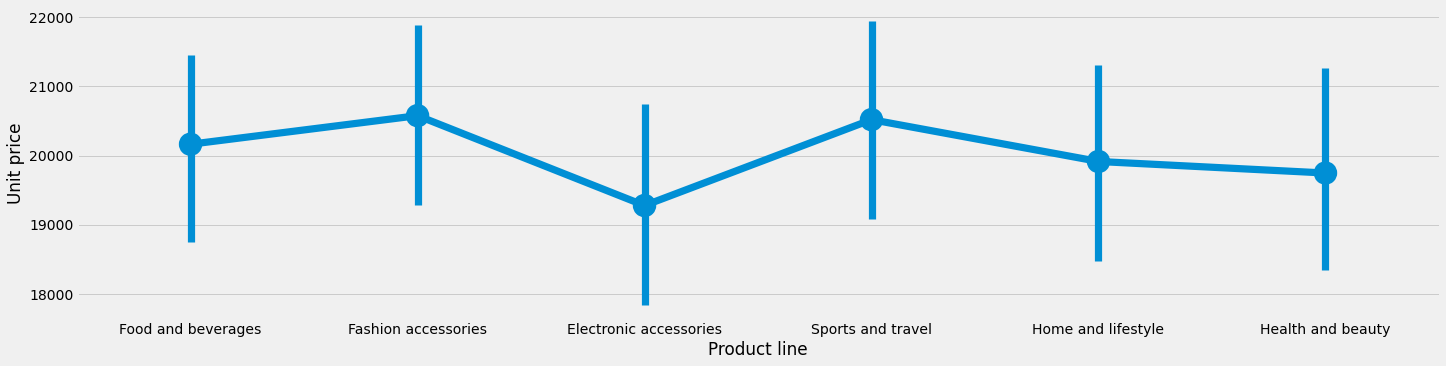 22000
21000
20000
19000
18000
Unit price
Food and beverages
Fashion accessories
Electronic accessories
Sports and travel
Home and lifestyle
Health and beauty
Product line